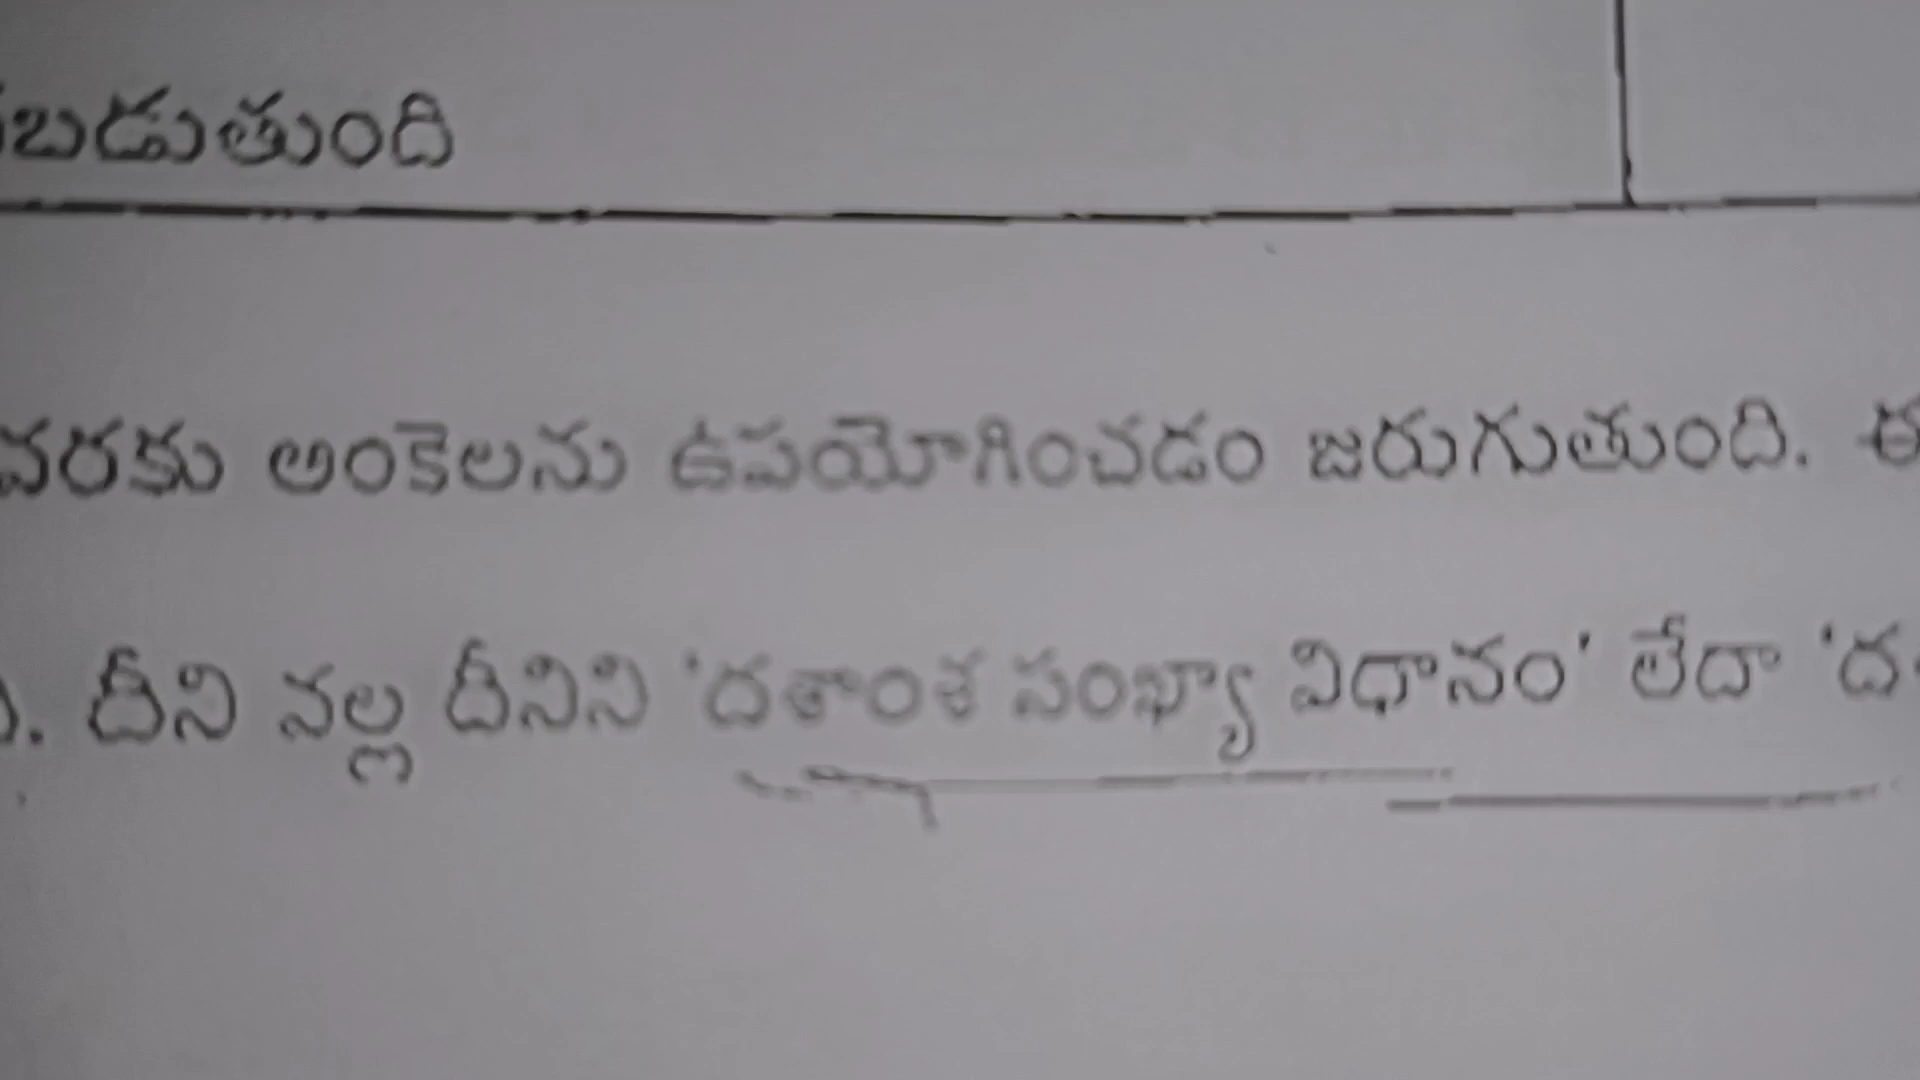 బడుతుంది
వరకు అంకెలను ఉపయోగించడం జరుగుతుంది. ఈ
. దీని వల్ల దీనిని 'దశాంశ సంఖ్యా విధానం' లేదా 'ద